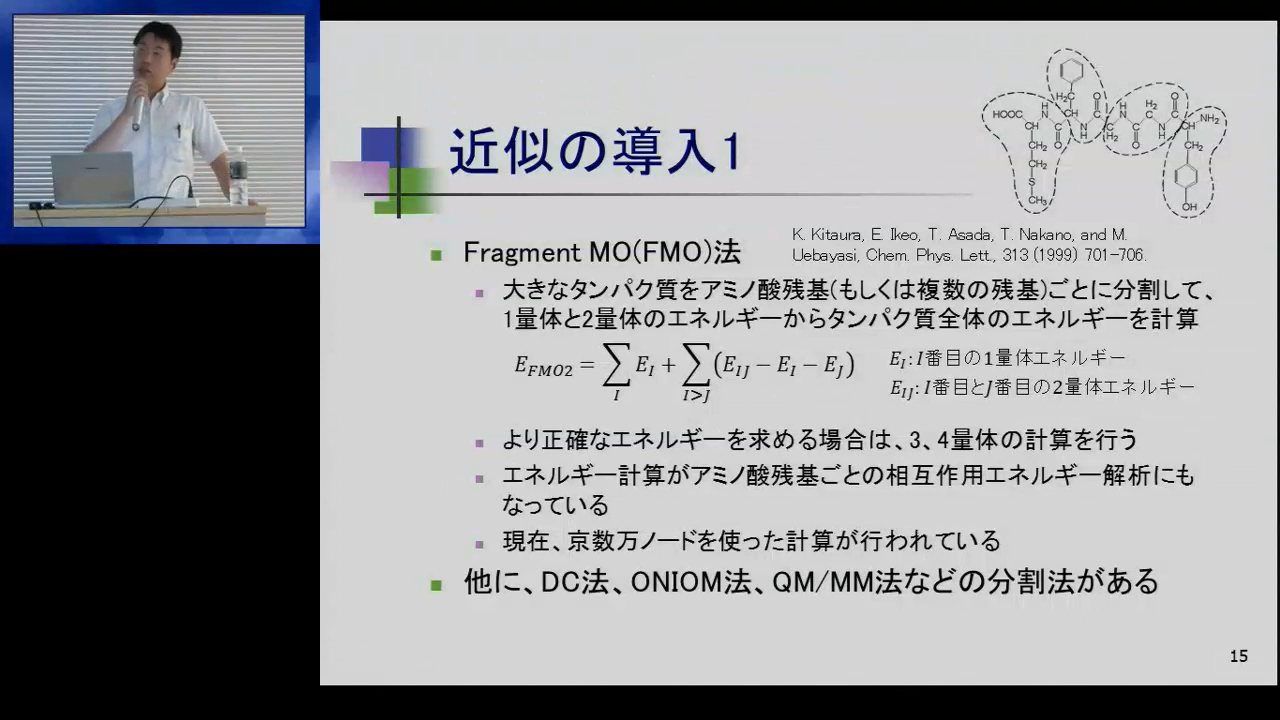 近似の導入1
HOOC
H2C
NH2
CH3
OH
K. Kitaura, E. Ikeo, T. Asada, T. Nakano, and M.
Uebayasi, Chem. Phys. Lett., 313 (1999) 701-706.
Fragment MO(FMO)法
大きなタンパク質をアミノ酸残基(もしくは複数の残基)ごとに分割して、
1量体と2量体のエネルギーからタンパク質全体のエネルギーを計算
E_{FMO2} = ∑_{I} E_I + ∑_{I>J} (E_{IJ} − E_I − E_J)
E_I: I番目の1量体エネルギー
E_{IJ}: I番目とJ番目の2量体エネルギー
より正確なエネルギーを求める場合は、3、4量体の計算を行う
エネルギー計算がアミノ酸残基ごとの相互作用エネルギー解析にも
なっている
現在、京数万ノードを使った計算が行われている
他に、DC法、ONIOM法、QM/MM法などの分割法がある
15